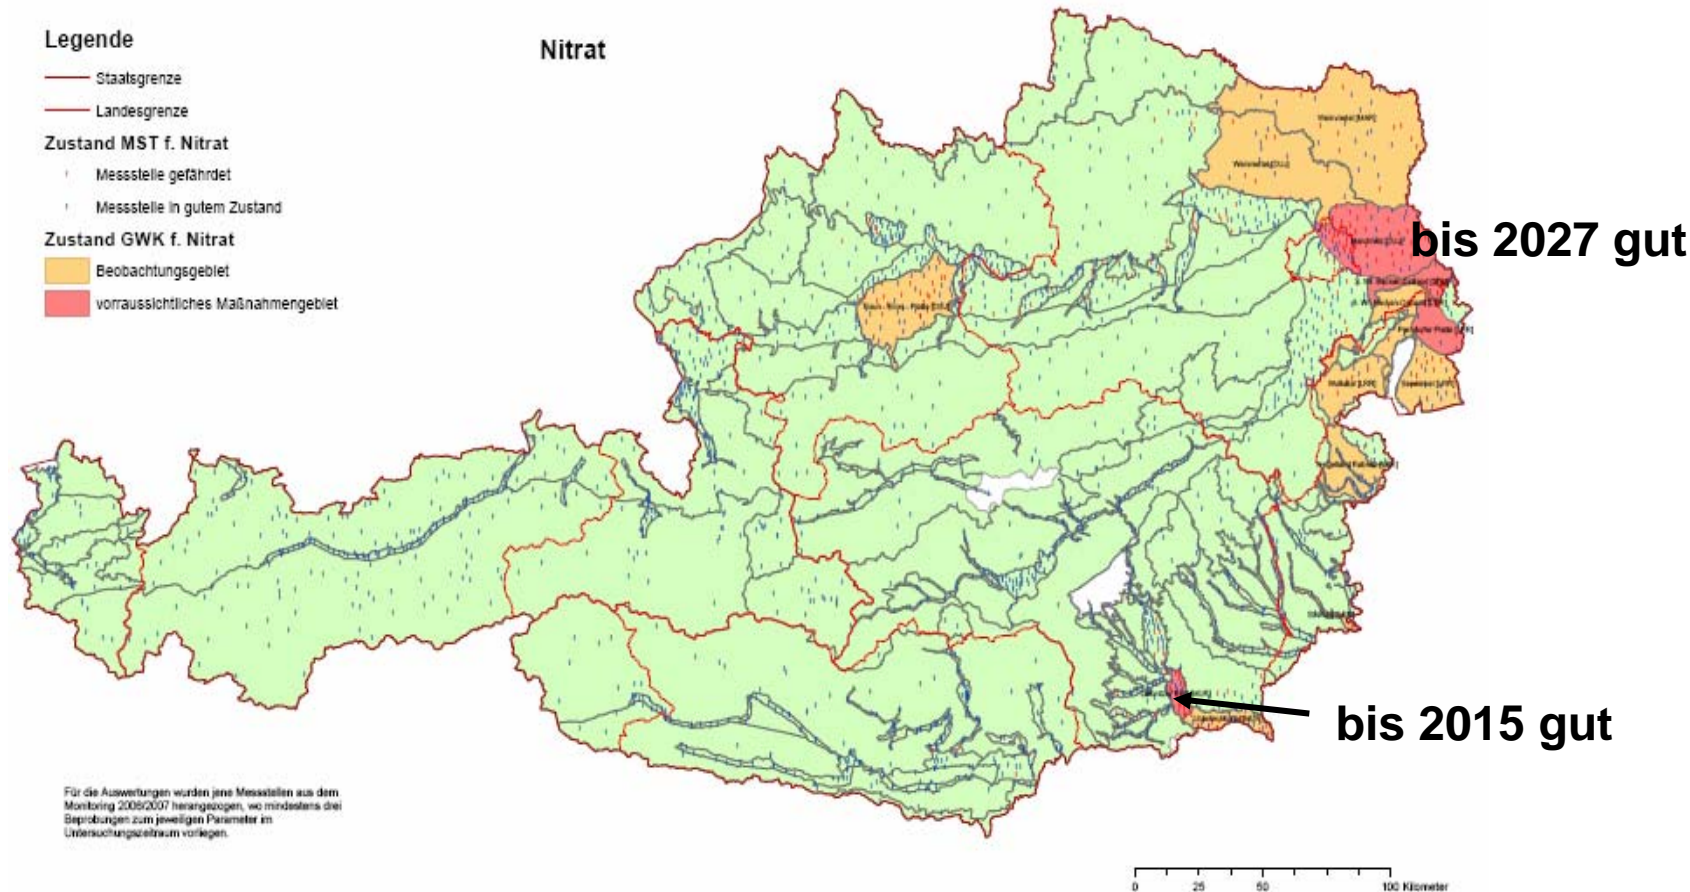 Legende
Nitrat
Staatsgrenze
Landesgrenze
Zustand MST f. Nitrat
Messstelle gefährdet
Messstelle in gutem Zustand
Zustand GWK f. Nitrat
Beobachtungsgebiet
vorraussichtliches Maßnahmengebiet
bis 2027 gut
bis 2015 gut
Für die Auswertungen wurden jene Messstellen aus dem
Monitoring 2006/2007 herangezogen, wo mindestens drei
Beprobungen zum jeweiligen Parameter im
Untersuchungszeitraum vorliegen.
0 25 50 100 Kilometer